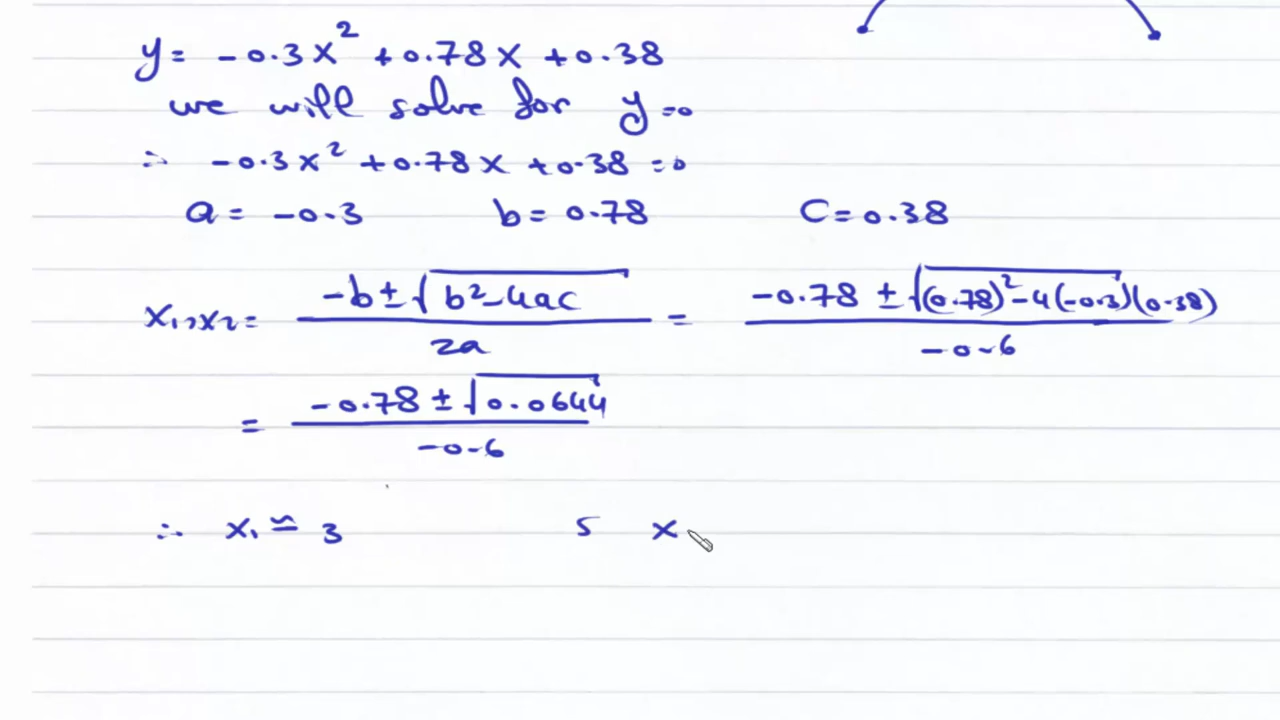 y = -0.3x² + 0.78x + 0.38
we will solve for y = 0
∴ -0.3x² + 0.78x + 0.38 = 0
a = -0.3 b = 0.78 C = 0.38
x₁, x₂ = (-b ± √(b² - 4ac)) / 2a = (-0.78 ± √((0.78)² - 4(-0.3)(0.38))) / -0.6
= (-0.78 ± √0.0644) / -0.6
∴ x₁ ≃ 3 5 x